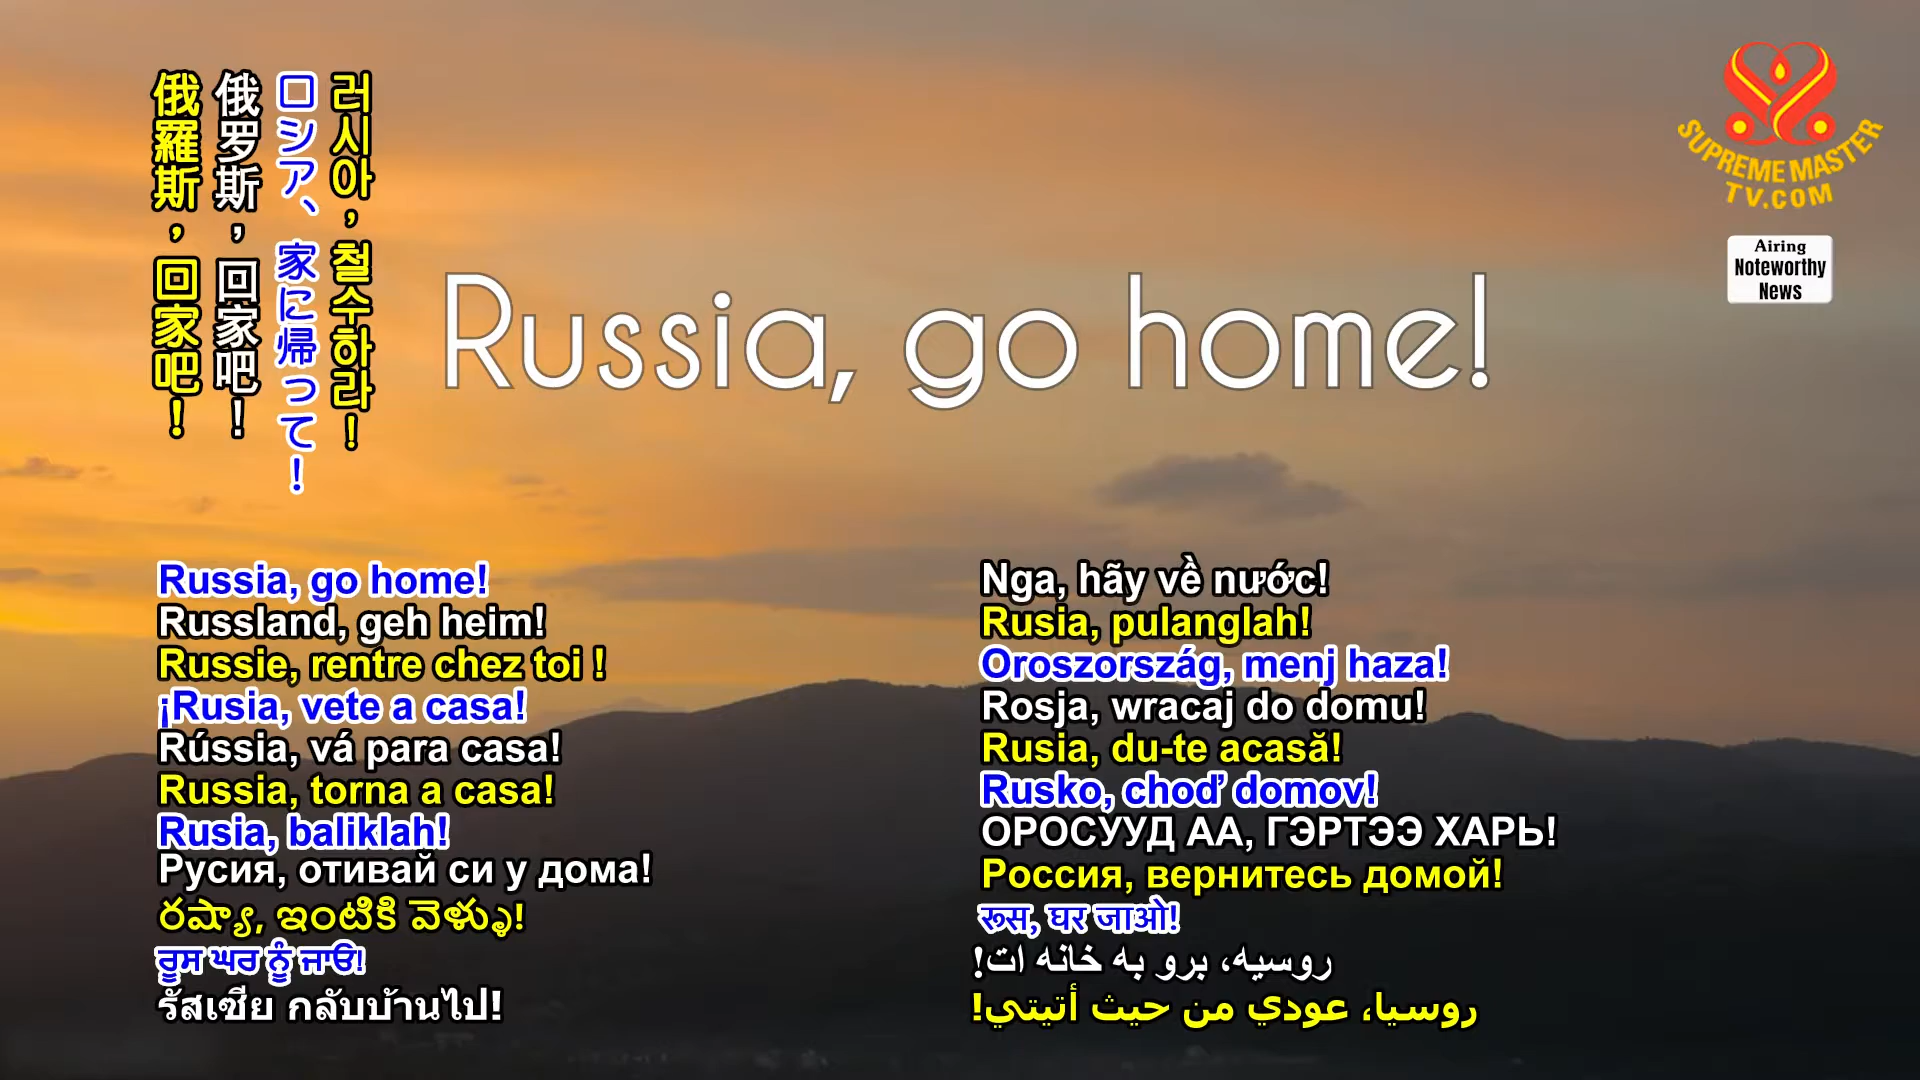 俄羅斯，回家吧！
俄罗斯，回家吧！
ロシア、家に帰って！
러시아, 철수하라!
SUPREME MASTER
TV.COM
Airing
Noteworthy
News
Russia, go home!
Russia, go home!
Russland, geh heim!
Russie, rentre chez toi !
¡Rusia, vete a casa!
Rússia, vá para casa!
Russia, torna a casa!
Rusia, baliklah!
Русия, отивай си у дома!
రష్యా, ఇంటికి వెళ్ళు!
ਰੂਸ ਘਰ ਨੂੰ ਜਾਓ!
รัสเซีย กลับบ้านไป!
Nga, hãy về nước!
Rusia, pulanglah!
Oroszország, menj haza!
Rosja, wracaj do domu!
Rusia, du-te acasă!
Rusko, choď domov!
ОРОСУУД АА, ГЭРТЭЭ ХАРЬ!
Россия, вернитесь домой!
रूस, घर जाओ!
روسیه، برو به خانه ات!
روسيا، عودي من حيث أتيتي!